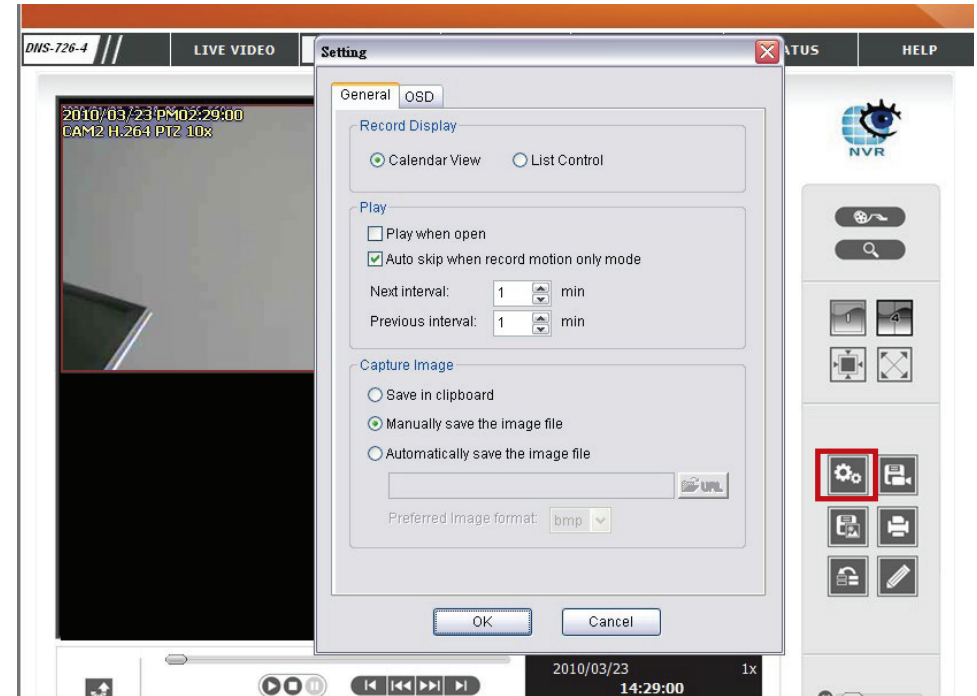 DNS-726-4
LIVE VIDEO
HELP
Setting
General
OSD
2010/03/23 PM02:29:00
CAM2 H.264 PTZ 10x
Record Display
Calendar View
List Control
NVR
Play
Play when open
Auto skip when record motion only mode
Next interval:
1
min
Previous interval:
1
min
1
4
Capture Image
Save in clipboard
Manually save the image file
Automatically save the image file
URL
Preferred Image format:
bmp
OK
Cancel
2010/03/23
1x
14:29:00